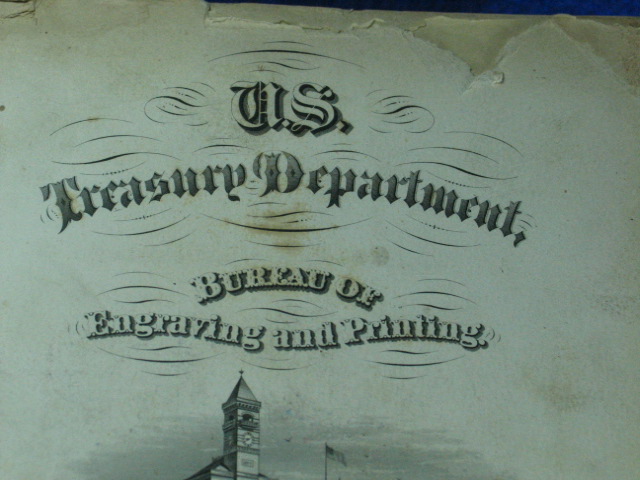 U.S.
Treasury Department,
BUREAU OF
Engraving and Printing.